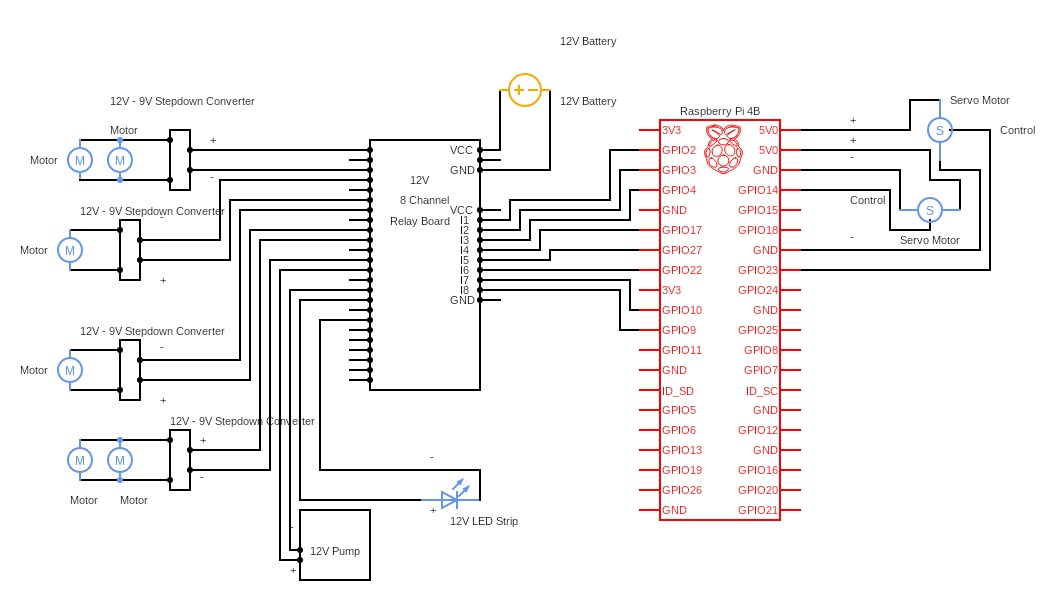 12V Battery
12V - 9V Stepdown Converter
12V Battery
Raspberry Pi 4B
Servo Motor
Motor
Motor
M
M
+
-
VCC
GND
12V
8 Channel
Relay Board
VCC
I1
I2
I3
I4
I5
I6
I7
I8
GND
3V3
GPIO2
GPIO3
GPIO4
GND
GPIO17
GPIO27
GPIO22
3V3
GPIO10
GPIO9
GPIO11
GND
ID_SD
GPIO5
GPIO6
GPIO13
GPIO19
GPIO26
GND
5V0
5V0
GND
GPIO14
GPIO15
GPIO18
GND
GPIO23
GPIO24
GND
GPIO25
GPIO8
GPIO7
ID_SC
GND
GPIO12
GND
GPIO16
GPIO20
GPIO21
+
+
-
S
Control
Control
S
-
Servo Motor
12V - 9V Stepdown Converter
-
Motor
M
+
12V - 9V Stepdown Converter
-
Motor
M
+
12V - 9V Stepdown Converter
+
M
M
-
Motor
Motor
-
+
12V LED Strip
-
12V Pump
+